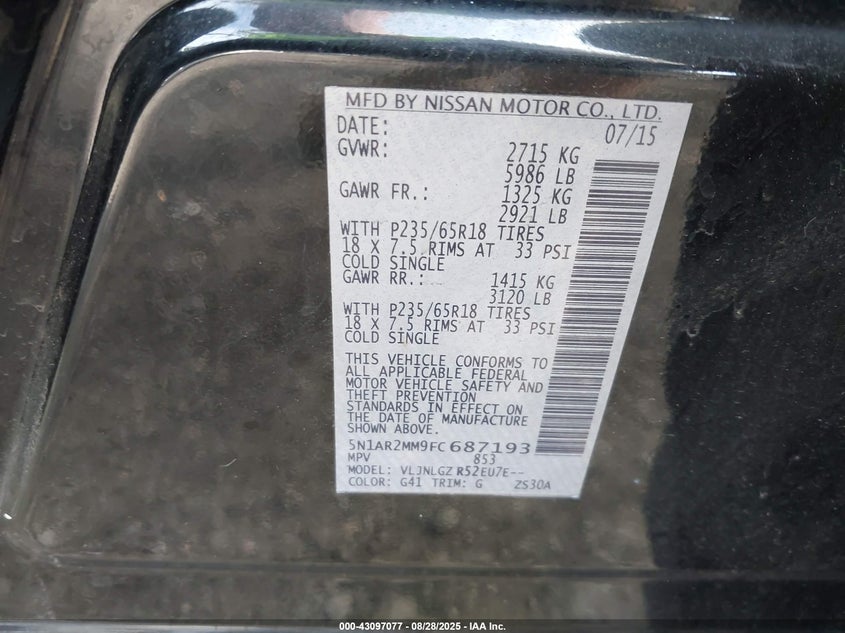 MFD BY NISSAN MOTOR CO., LTD.
DATE: 07/15
GVWR: 2715 KG
5986 LB
GAWR FR.: 1325 KG
2921 LB
WITH P235/65R18 TIRES
18 X 7.5 RIMS AT 33 PSI
COLD SINGLE
GAWR RR.: 1415 KG
3120 LB
WITH P235/65R18 TIRES
18 X 7.5 RIMS AT 33 PSI
COLD SINGLE
THIS VEHICLE CONFORMS TO
ALL APPLICABLE FEDERAL
MOTOR VEHICLE SAFETY AND
THEFT PREVENTION
STANDARDS IN EFFECT ON
THE DATE OF MANUFACTURE
SHOWN ABOVE.
5N1AR2MM9FC687193
MPV 853
MODEL: VLJNLGZ R52EU7E--
COLOR: G41 TRIM: G ZS30A
000-43097077 - 08/28/2025 - IAA Inc.